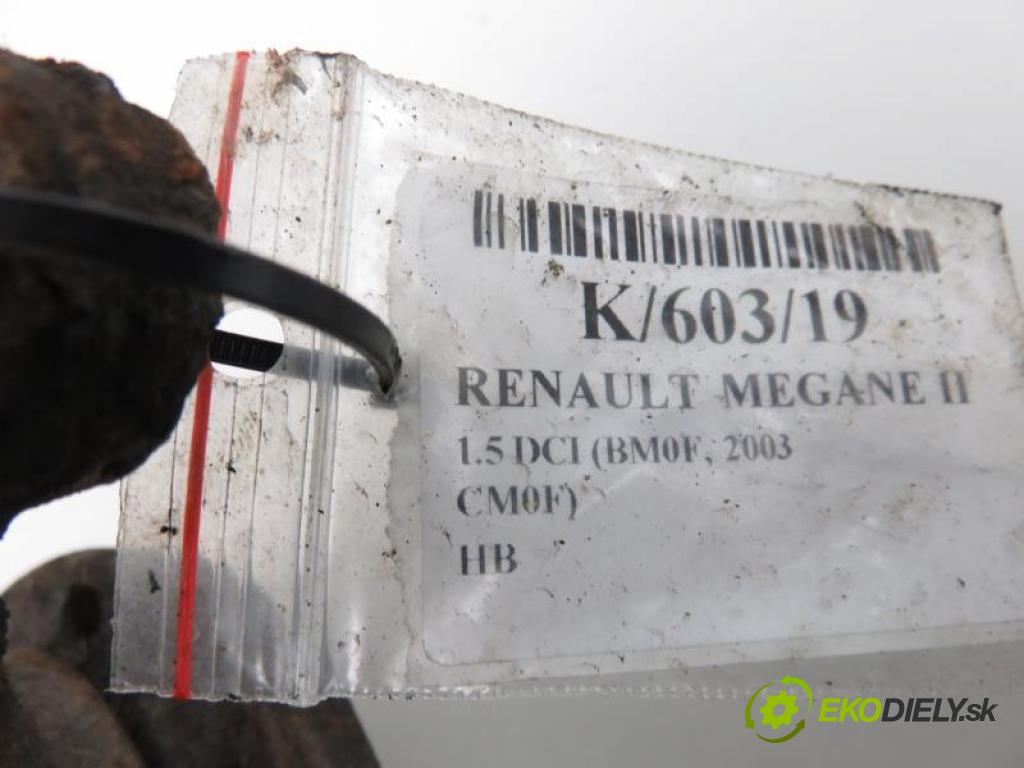 K/603/19
RENAULT MEGANE II
1.5 DCI (BM0F, 2003
CM0F)
HB
EKODIELY.sk